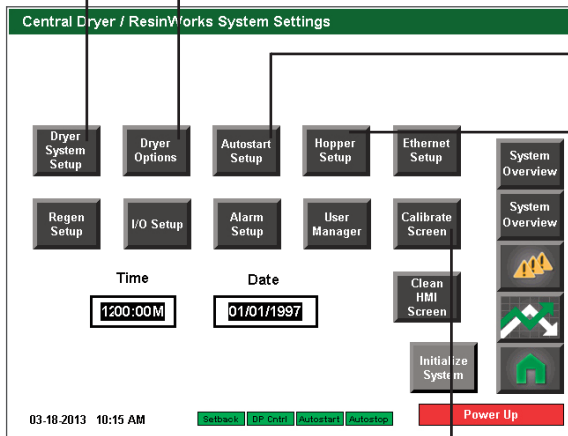 Central Dryer / ResinWorks System Settings
Dryer
System
Setup
Dryer
Options
Autostart
Setup
Hopper
Setup
Ethernet
Setup
System
Overview
Regen
Setup
I/O Setup
Alarm
Setup
User
Manager
Calibrate
Screen
System
Overview
Time
Date
1200:00M
01/01/1997
Clean
HMI
Screen
Initialize
System
03-18-2013 10:15 AM
Setback
DP Cntrl
Autostart
Autostop
Power Up